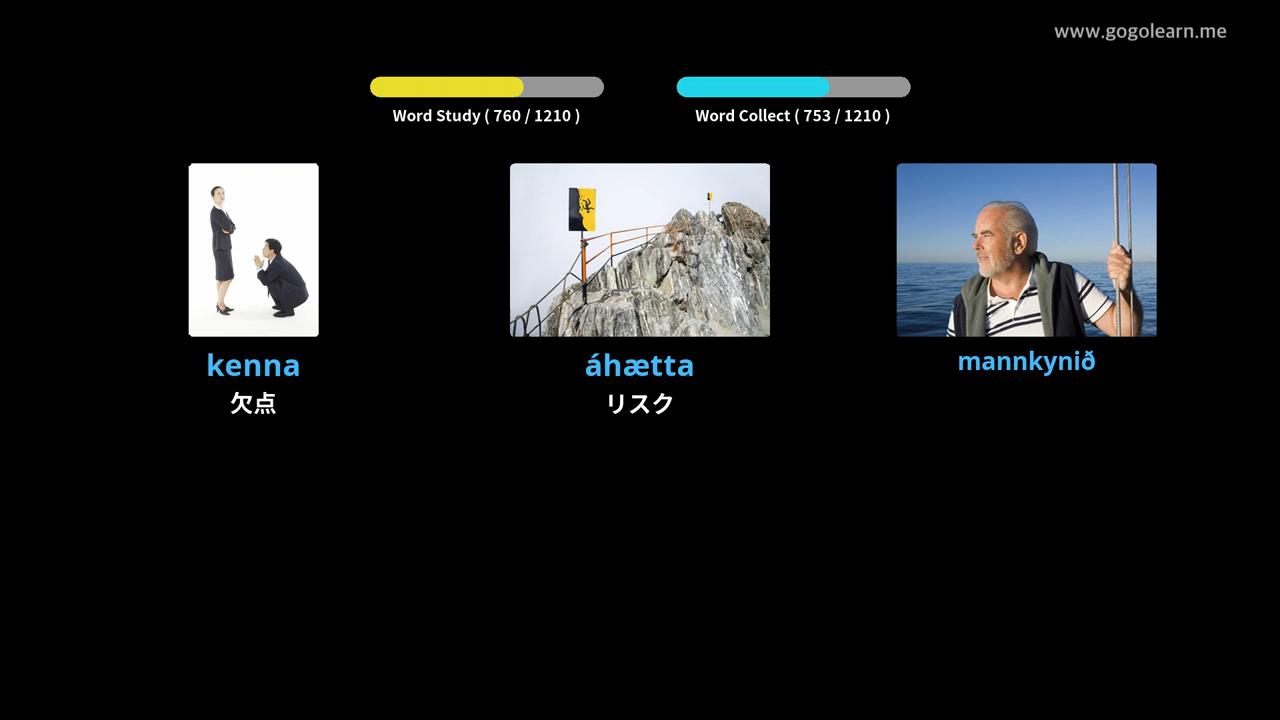 www.gogolearn.me
Word Study ( 760 / 1210 )
Word Collect ( 753 / 1210 )
kenna
欠点
áhætta
リスク
mannkynið